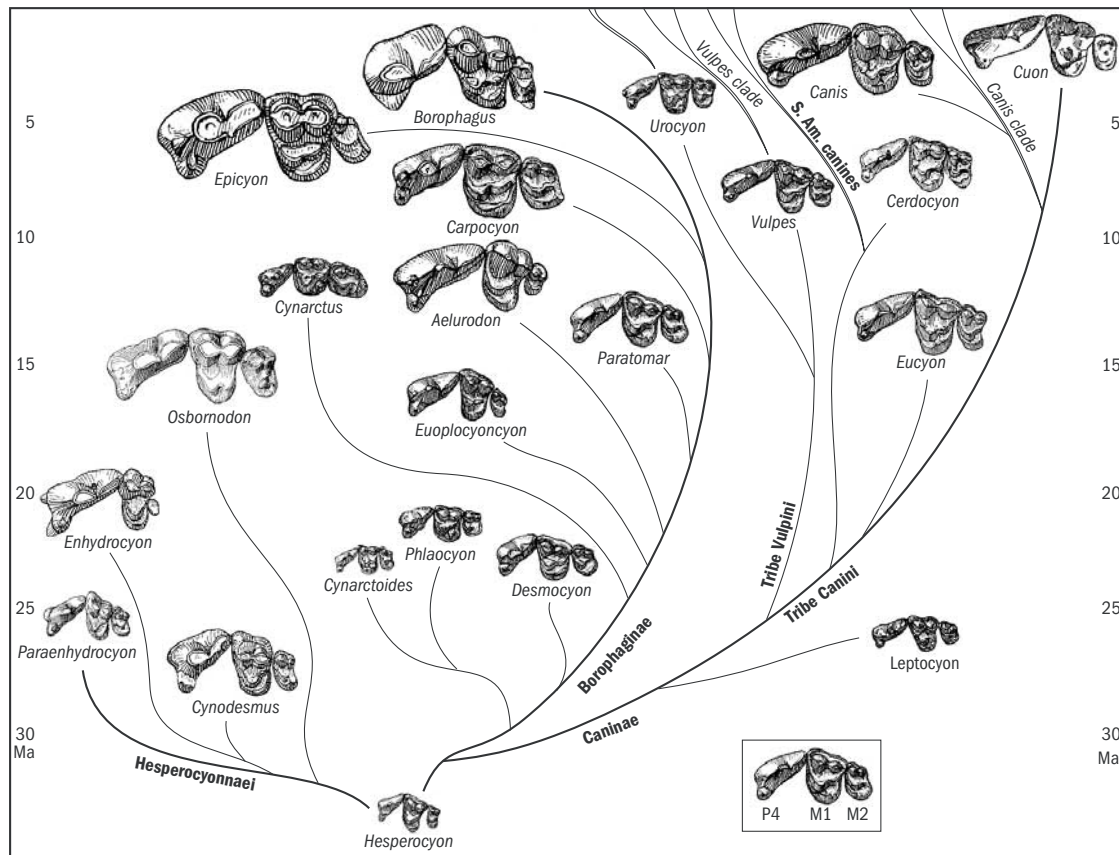 Borophagus
Epicyon
Carpocyon
Cynarctus
Aelurodon
Osbornodon
Euoplocyoncyon
Paratomar
Enhydrocyon
Phlaocyon
Cynarctoides
Desmocyon
Paraenhydrocyon
Cynodesmus
Hesperocyon
Urocyon
Vulpes clade
Vulpes
S. Am. canines
Canis
Canis clade
Cuon
Cerdocyon
Eucyon
Leptocyon
Hesperocyonnaei
Borophaginae
Caninae
Tribe Vulpini
Tribe Canini
P4 M1 M2
5
10
15
20
25
30
Ma
5
10
15
20
25
30
Ma